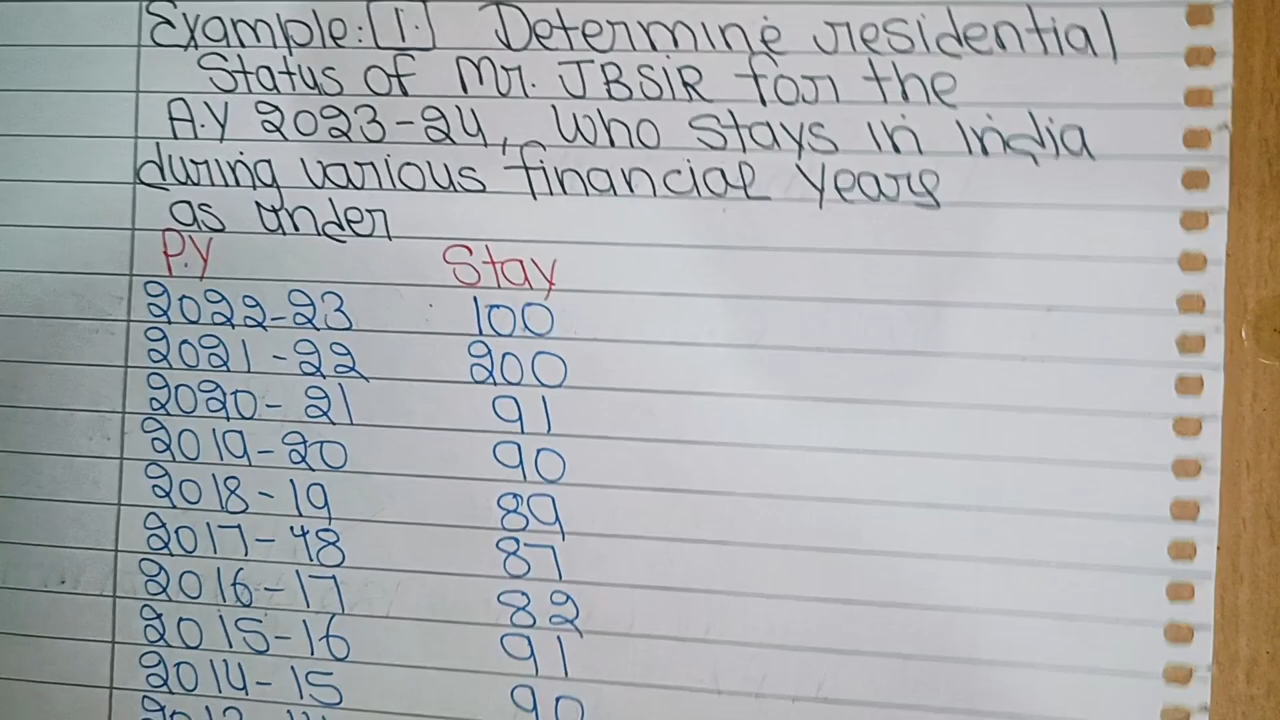 Example: 1. Determine residential
Status of Mr. JBSIR for the
A.Y 2023-24, Who stays in india
during various financial years
as under
P.Y Stay
2022-23 100
2021-22 200
2020-21 91
2019-20 90
2018-19 89
2017-18 87
2016-17 82
2015-16 91
2014-15 90